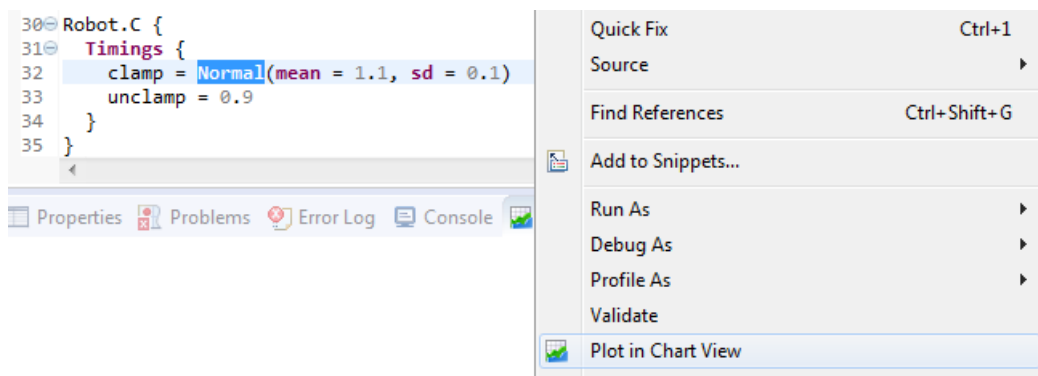 30 Robot.C {
31 Timings {
32 clamp = Normal(mean = 1.1, sd = 0.1)
33 unclamp = 0.9
34 }
35 }
Properties Problems Error Log Console
Quick Fix Ctrl+1
Source
Find References Ctrl+Shift+G
Add to Snippets...
Run As
Debug As
Profile As
Validate
Plot in Chart View